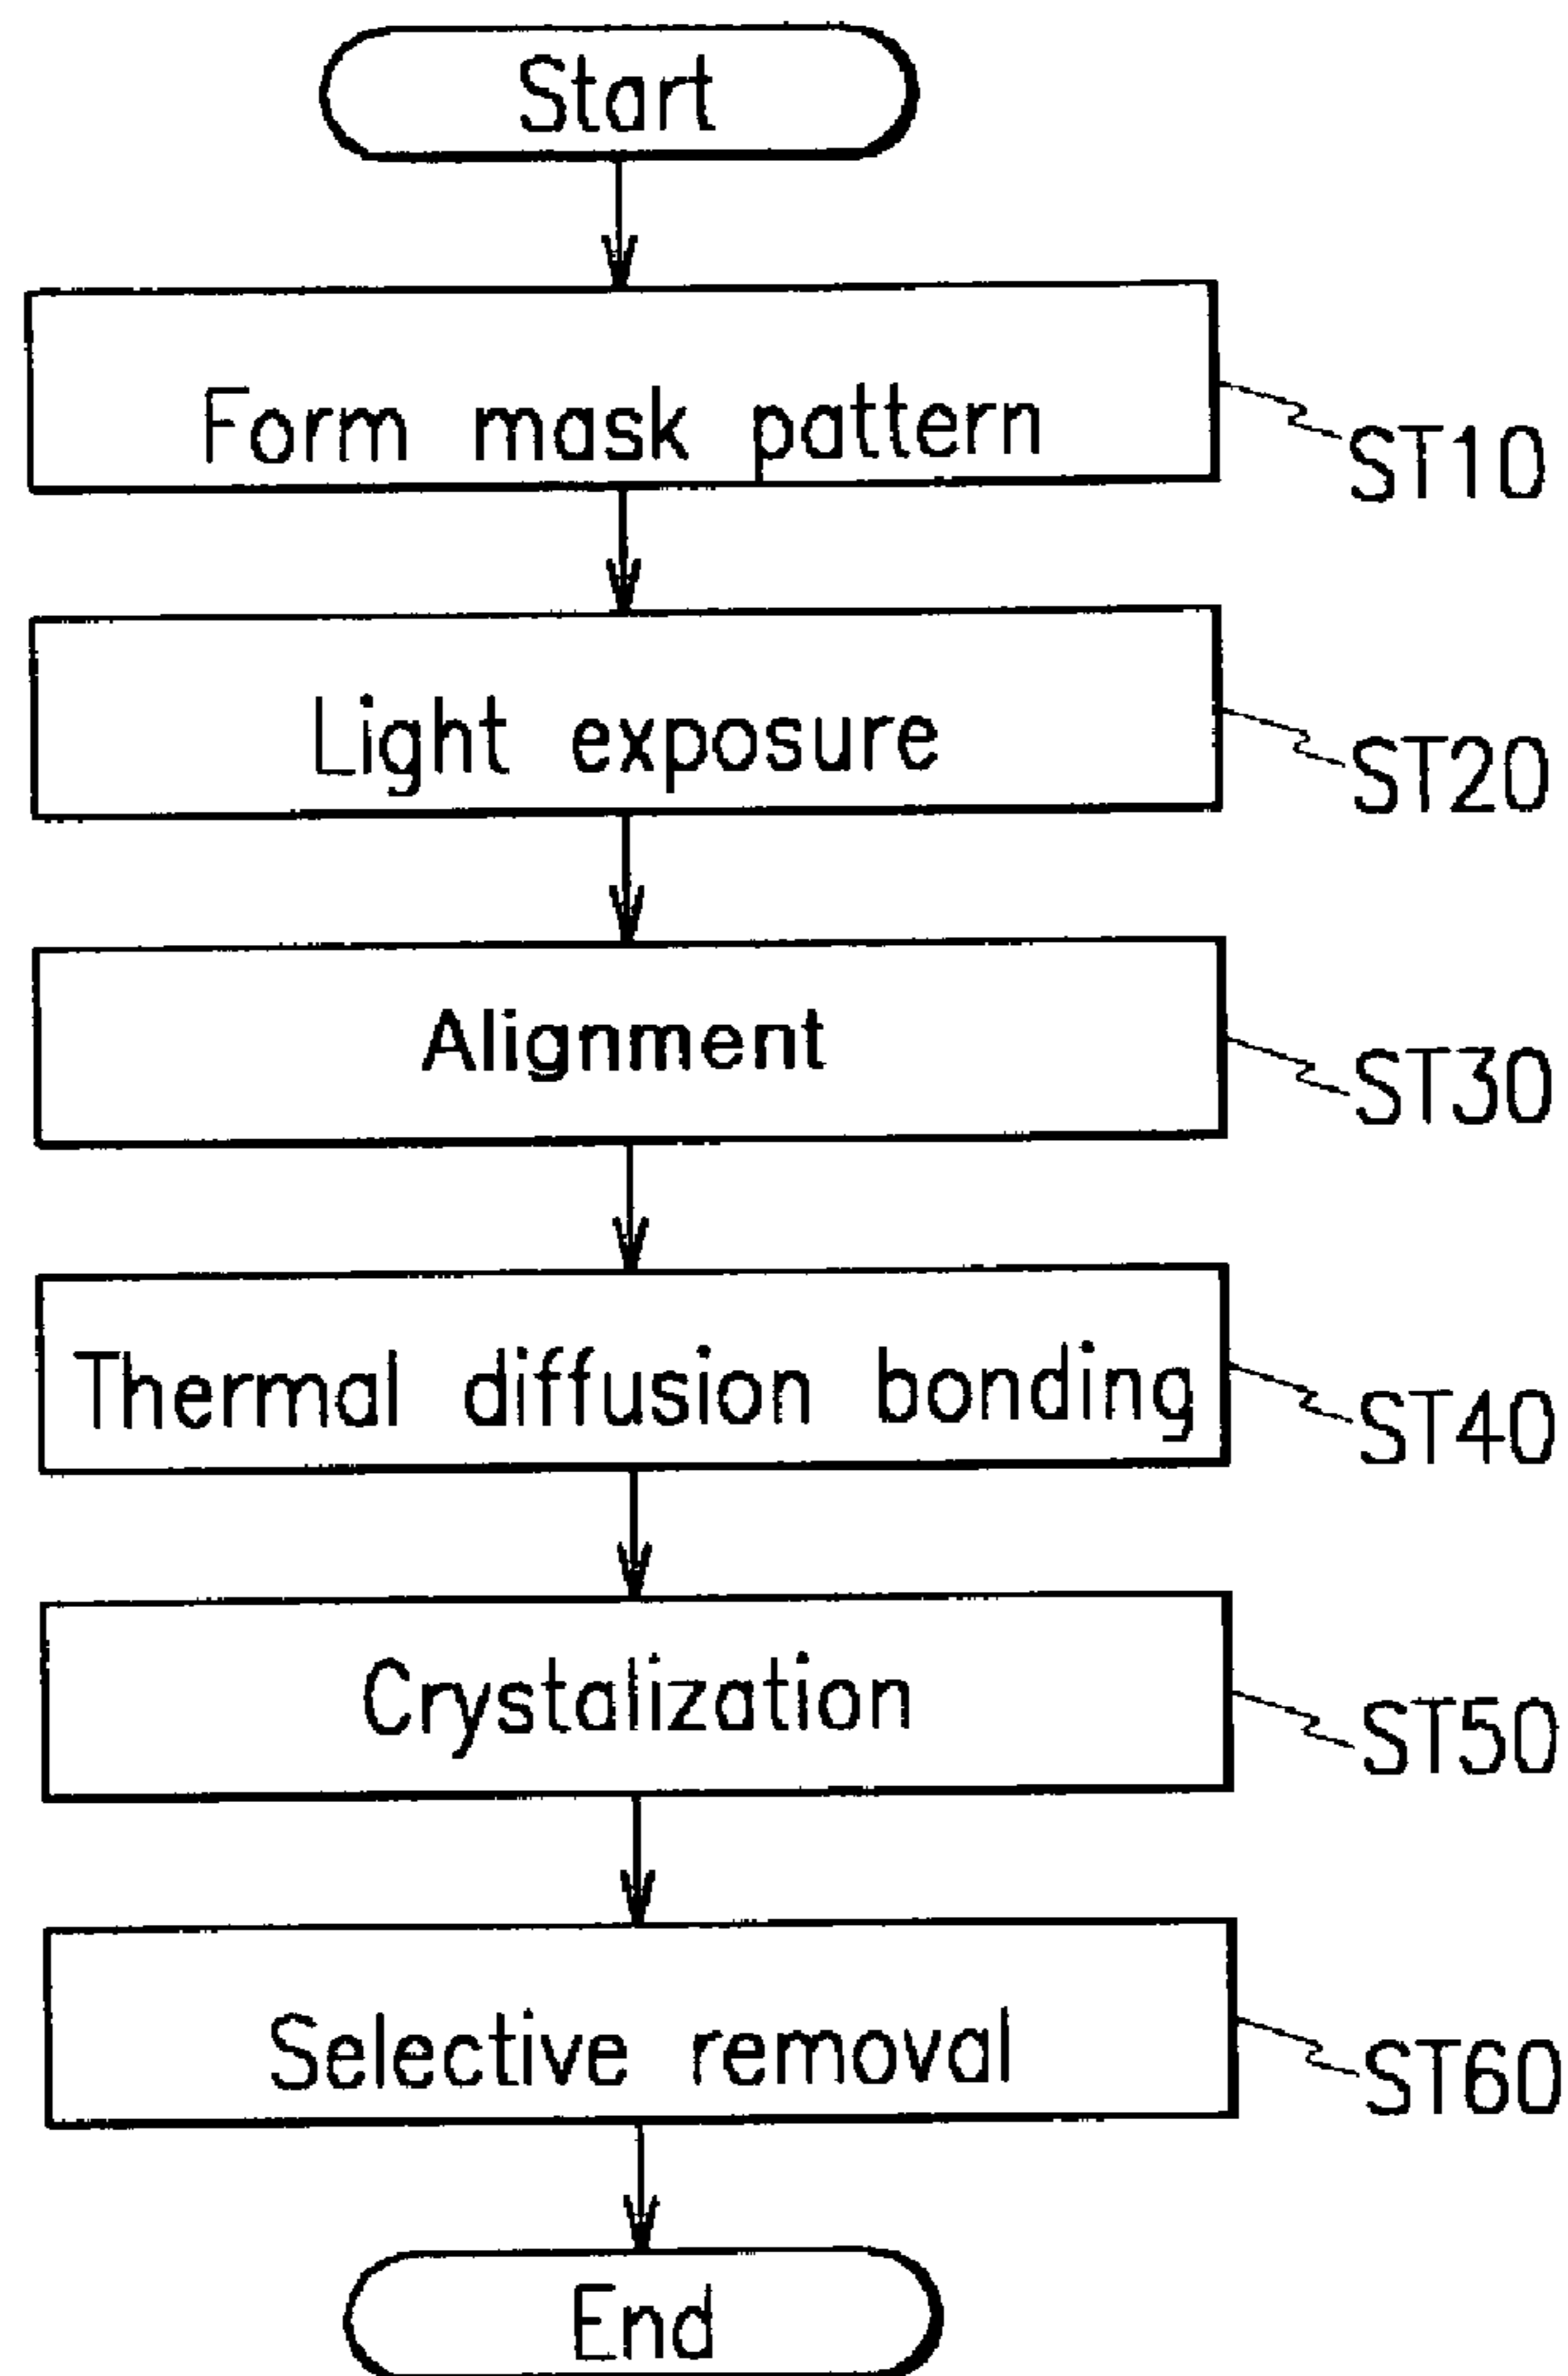 Start
Form mask pattern
ST10
Light exposure
ST20
Alignment
ST30
Thermal diffusion bonding
ST40
Crystalization
ST50
Selective removal
ST60
End